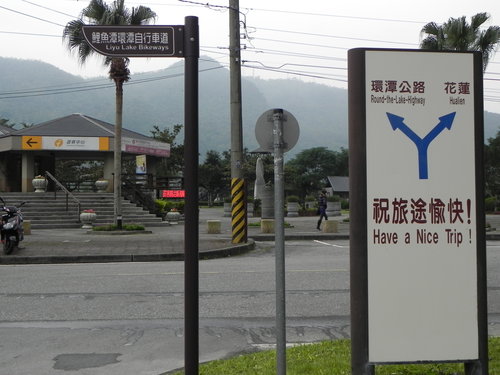 鯉魚潭環潭自行車道
Liyu Lake Bikeways
環潭公路 花蓮
Round-the-Lake-Highway Hualien
祝旅途愉快!
Have a Nice Trip !